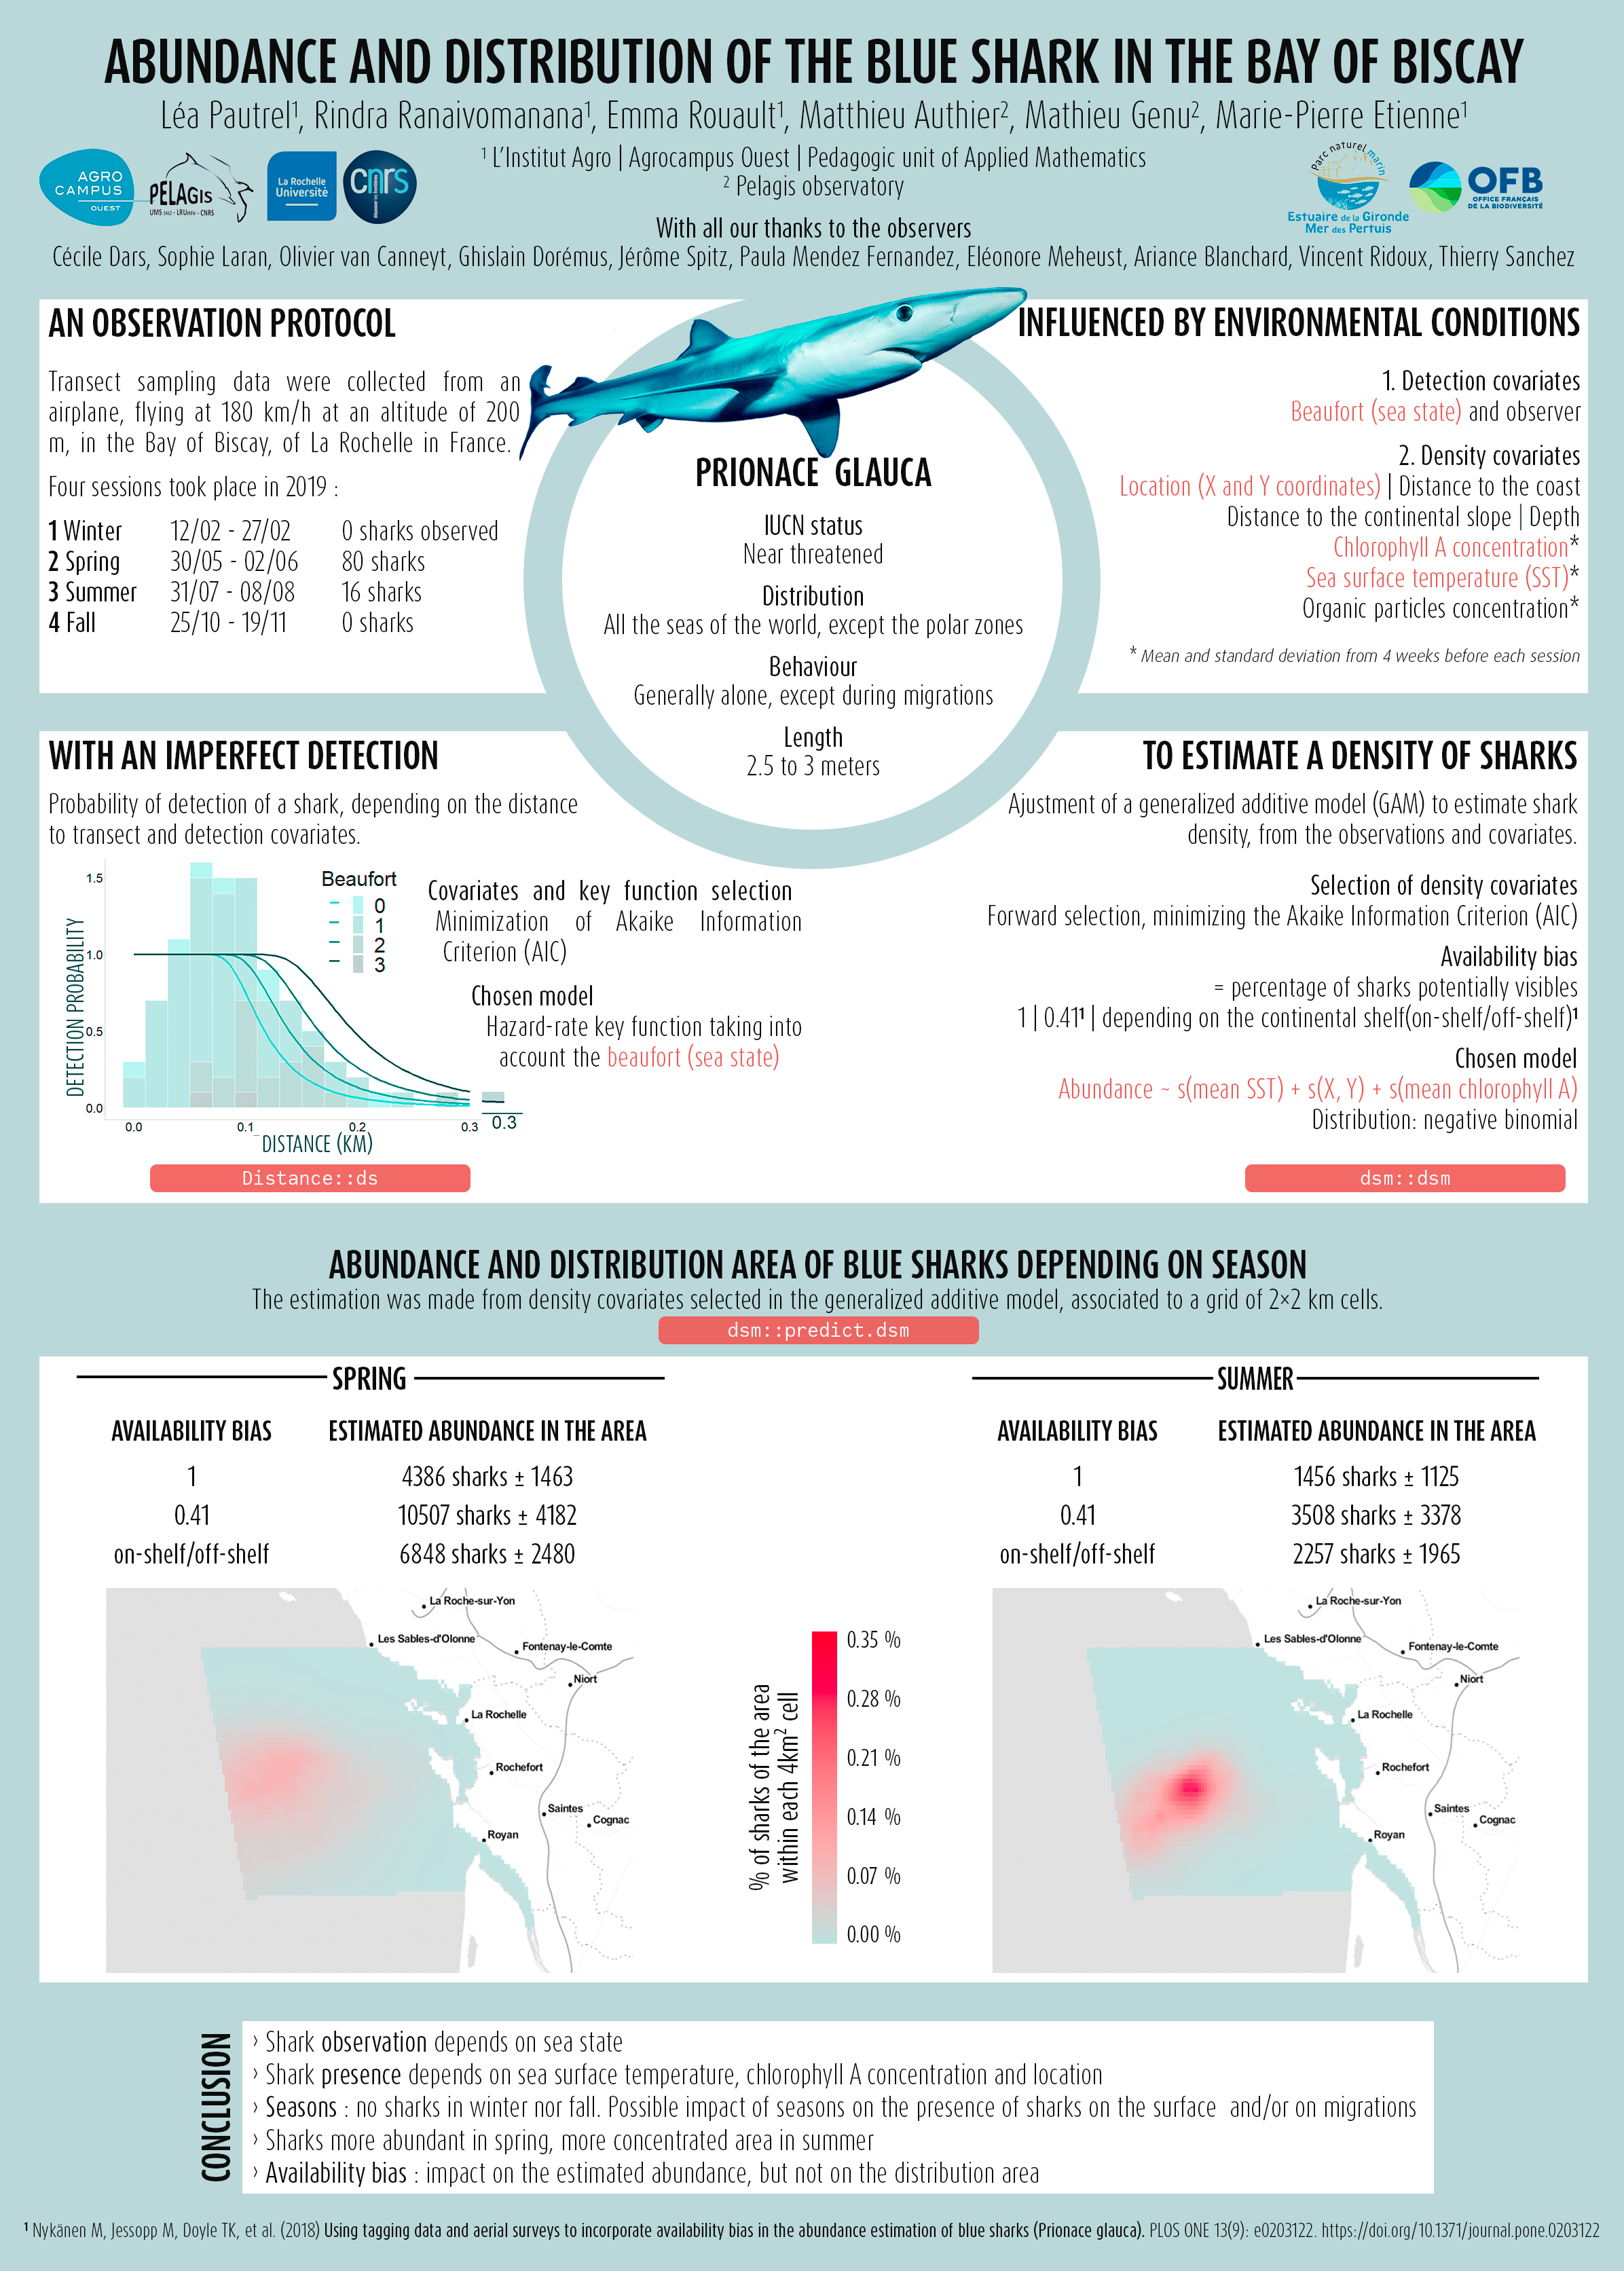 ABUNDANCE AND DISTRIBUTION OF THE BLUE SHARK IN THE BAY OF BISCAY
Léa Pautrel¹, Rindra Ranaivomanana¹, Emma Rouault¹, Matthieu Authier², Mathieu Genu², Marie-Pierre Etienne¹
¹ L'Institut Agro | Agrocampus Ouest | Pedagogic unit of Applied Mathematics
² Pelagis observatory
AGRO
CAMPUS
OUEST
PELAGIS
UMS 3462 - LRUniv - CNRS
La Rochelle
Université
cnrs
Parc naturel marin
Estuaire de la Gironde
Mer des Pertuis
OFB
OFFICE FRANÇAIS
DE LA BIODIVERSITÉ
With all our thanks to the observers
Cécile Dars, Sophie Laran, Olivier van Canneyt, Ghislain Dorémus, Jérôme Spitz, Paula Mendez Fernandez, Eléonore Meheust, Ariance Blanchard, Vincent Ridoux, Thierry Sanchez
AN OBSERVATION PROTOCOL
Transect sampling data were collected from an
airplane, flying at 180 km/h at an altitude of 200
m, in the Bay of Biscay, of La Rochelle in France.
Four sessions took place in 2019 :
1 Winter 12/02 - 27/02 0 sharks observed
2 Spring 30/05 - 02/06 80 sharks
3 Summer 31/07 - 08/08 16 sharks
4 Fall 25/10 - 19/11 0 sharks
PRIONACE GLAUCA
IUCN status
Near threatened
Distribution
All the seas of the world, except the polar zones
Behaviour
Generally alone, except during migrations
Length
2.5 to 3 meters
INFLUENCED BY ENVIRONMENTAL CONDITIONS
1. Detection covariates
Beaufort (sea state) and observer
2. Density covariates
Location (X and Y coordinates) | Distance to the coast
Distance to the continental slope | Depth
Chlorophyll A concentration*
Sea surface temperature (SST)*
Organic particles concentration*
* Mean and standard deviation from 4 weeks before each session
WITH AN IMPERFECT DETECTION
Probability of detection of a shark, depending on the distance
to transect and detection covariates.
DETECTION PROBABILITY
1.5
1.0
0.5
0.0
0.0 0.1 0.2 0.3 0.3
DISTANCE (KM)
Beaufort
0
1
2
3
Covariates and key function selection
Minimization of Akaike Information
Criterion (AIC)
Chosen model
Hazard-rate key function taking into
account the beaufort (sea state)
Distance::ds
TO ESTIMATE A DENSITY OF SHARKS
Ajustment of a generalized additive model (GAM) to estimate shark
density, from the observations and covariates.
Selection of density covariates
Forward selection, minimizing the Akaike Information Criterion (AIC)
Availability bias
= percentage of sharks potentially visibles
1 | 0.41¹ | depending on the continental shelf(on-shelf/off-shelf)¹
Chosen model
Abundance ~ s(mean SST) + s(X, Y) + s(mean chlorophyll A)
Distribution: negative binomial
dsm::dsm
ABUNDANCE AND DISTRIBUTION AREA OF BLUE SHARKS DEPENDING ON SEASON
The estimation was made from density covariates selected in the generalized additive model, associated to a grid of 2×2 km cells.
dsm::predict.dsm
SPRING
AVAILABILITY BIAS ESTIMATED ABUNDANCE IN THE AREA
1 4386 sharks ± 1463
0.41 10507 sharks ± 4182
on-shelf/off-shelf 6848 sharks ± 2480
La Roche-sur-Yon
Les Sables-d'Olonne
Fontenay-le-Comte
Niort
La Rochelle
Rochefort
Saintes
Cognac
Royan
% of sharks of the area
within each 4km² cell
0.35 %
0.28 %
0.21 %
0.14 %
0.07 %
0.00 %
SUMMER
AVAILABILITY BIAS ESTIMATED ABUNDANCE IN THE AREA
1 1456 sharks ± 1125
0.41 3508 sharks ± 3378
on-shelf/off-shelf 2257 sharks ± 1965
La Roche-sur-Yon
Les Sables-d'Olonne
Fontenay-le-Comte
Niort
La Rochelle
Rochefort
Saintes
Cognac
Royan
CONCLUSION
› Shark observation depends on sea state
› Shark presence depends on sea surface temperature, chlorophyll A concentration and location
› Seasons : no sharks in winter nor fall. Possible impact of seasons on the presence of sharks on the surface and/or on migrations
› Sharks more abundant in spring, more concentrated area in summer
› Availability bias : impact on the estimated abundance, but not on the distribution area
¹ Nykänen M, Jessopp M, Doyle TK, et al. (2018) Using tagging data and aerial surveys to incorporate availability bias in the abundance estimation of blue sharks (Prionace glauca). PLOS ONE 13(9): e0203122. https://doi.org/10.1371/journal.pone.0203122